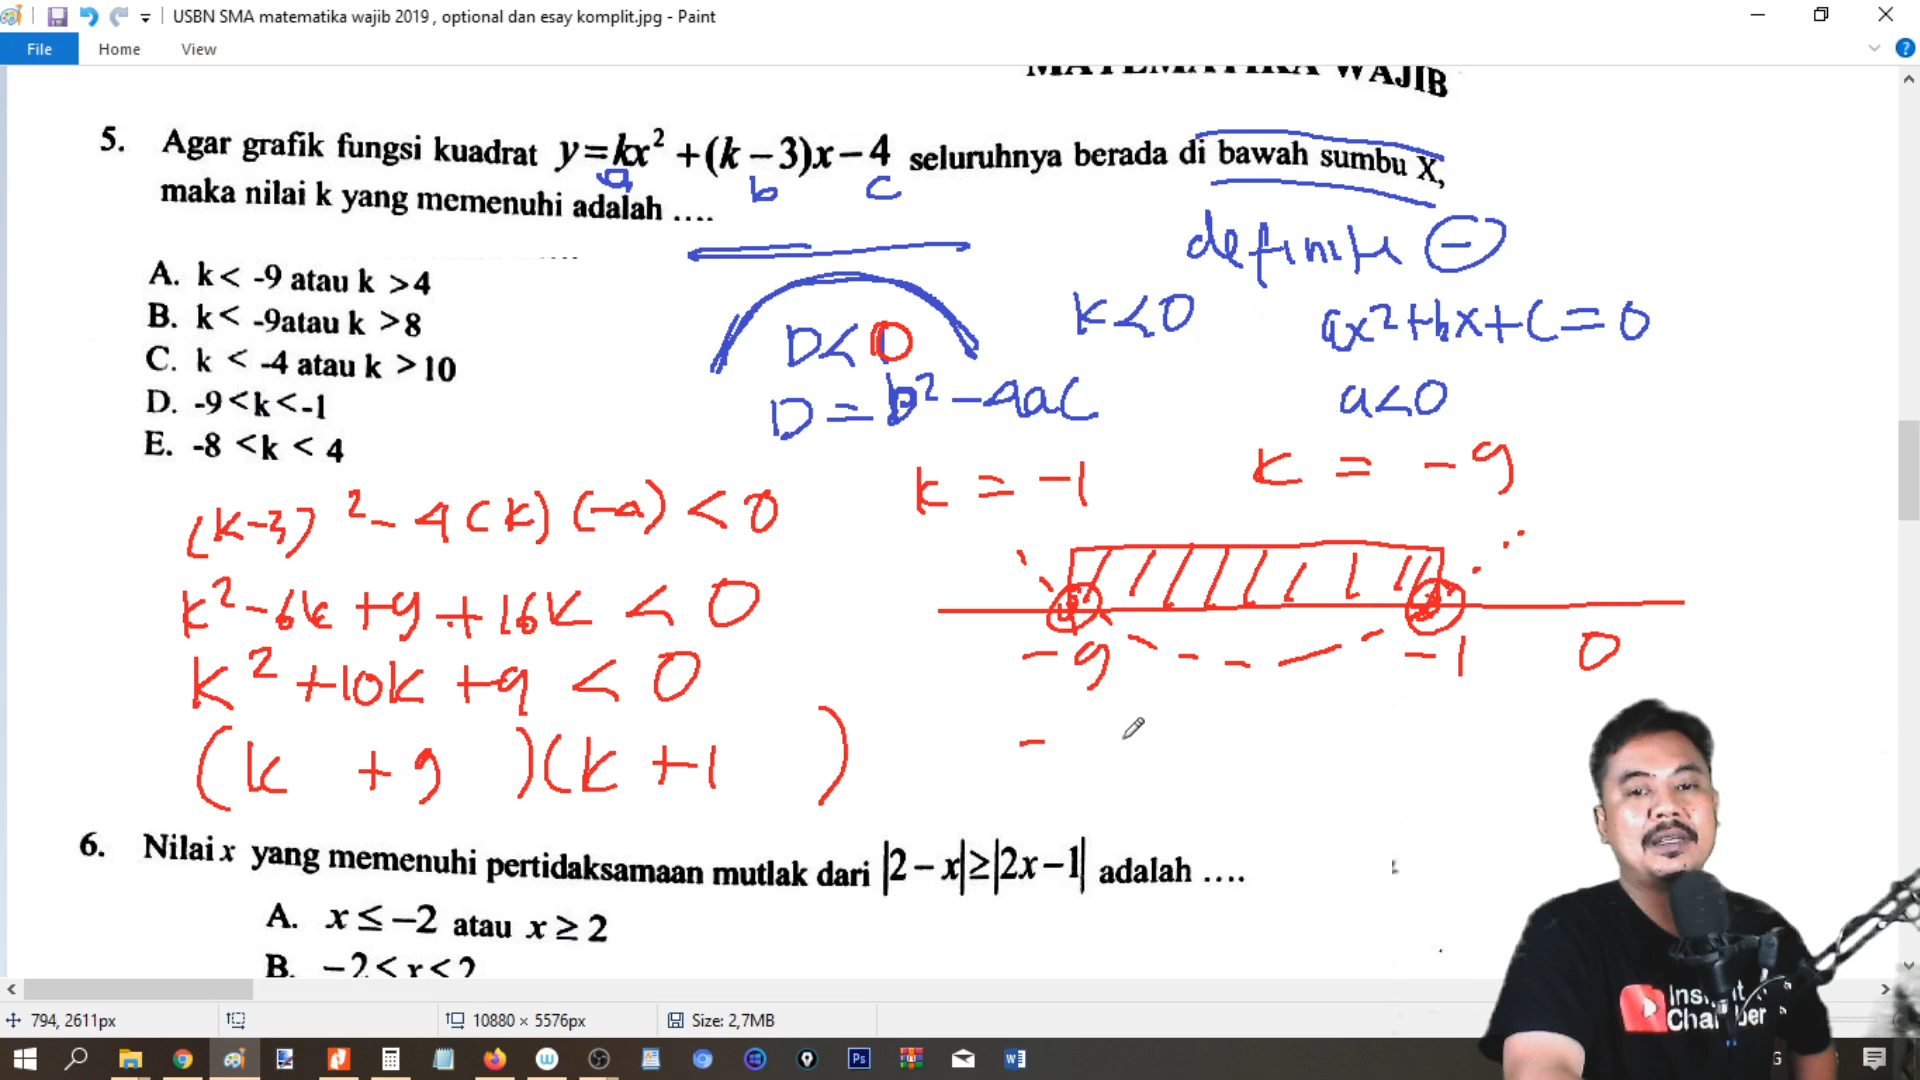 USBN SMA matematika wajib 2019 , optional dan esay komplit.jpg - Paint
File Home View
MATEMATIKA WAJIB
5. Agar grafik fungsi kuadrat y=kx² +(k-3)x-4 seluruhnya berada di bawah sumbu X,
a b c
maka nilai k yang memenuhi adalah ....
definite (-)
A. k< -9 atau k >4
B. k< -9atau k >8
C. k < -4 atau k >10
D. -9<k<-1
E. -8 <k < 4
k<0 ax²+bx+c=0
D<0
D=b²-4ac a<0
k = -1 k = -9
(k-3)²-4(k)(-4)<0
k²-6k+9+16k<0
k²+10k+9<0
(k +9 )(k+1 )
-9 -1 0
-
6. Nilai x yang memenuhi pertidaksamaan mutlak dari |2-x|≥|2x-1| adalah ....
A. x≤-2 atau x≥2
B. -2<x<2
794, 2611px 10880 × 5576px Size: 2,7MB
Ps